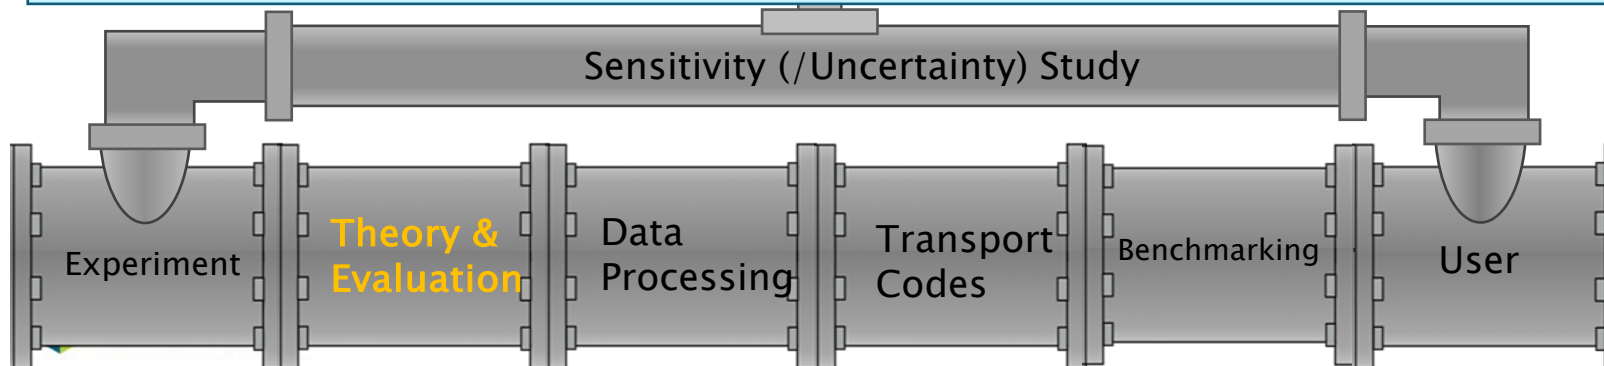 Sensitivity (/Uncertainty) Study
Experiment
Theory &
Evaluation
Data
Processing
Transport
Codes
Benchmarking
User